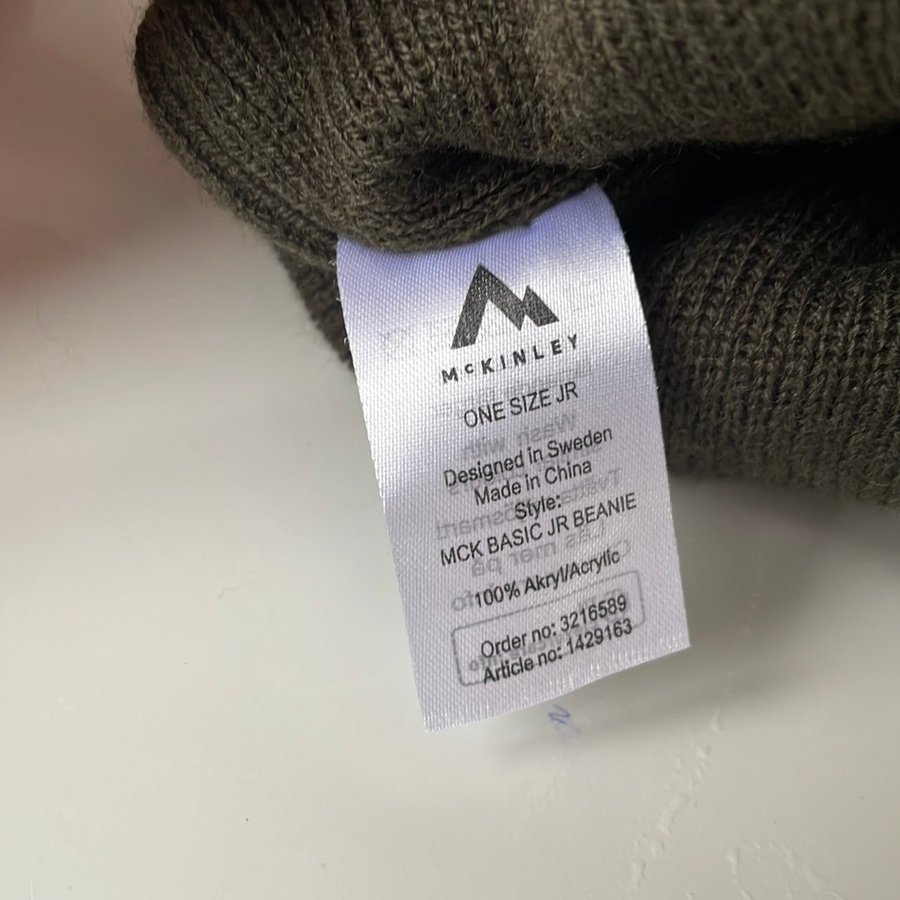 McKINLEY
ONE SIZE JR
Designed in Sweden
Made in China
Style:
MCK BASIC JR BEANIE
100% Akryl/Acrylic
Order no: 3216589
Article no: 1429163